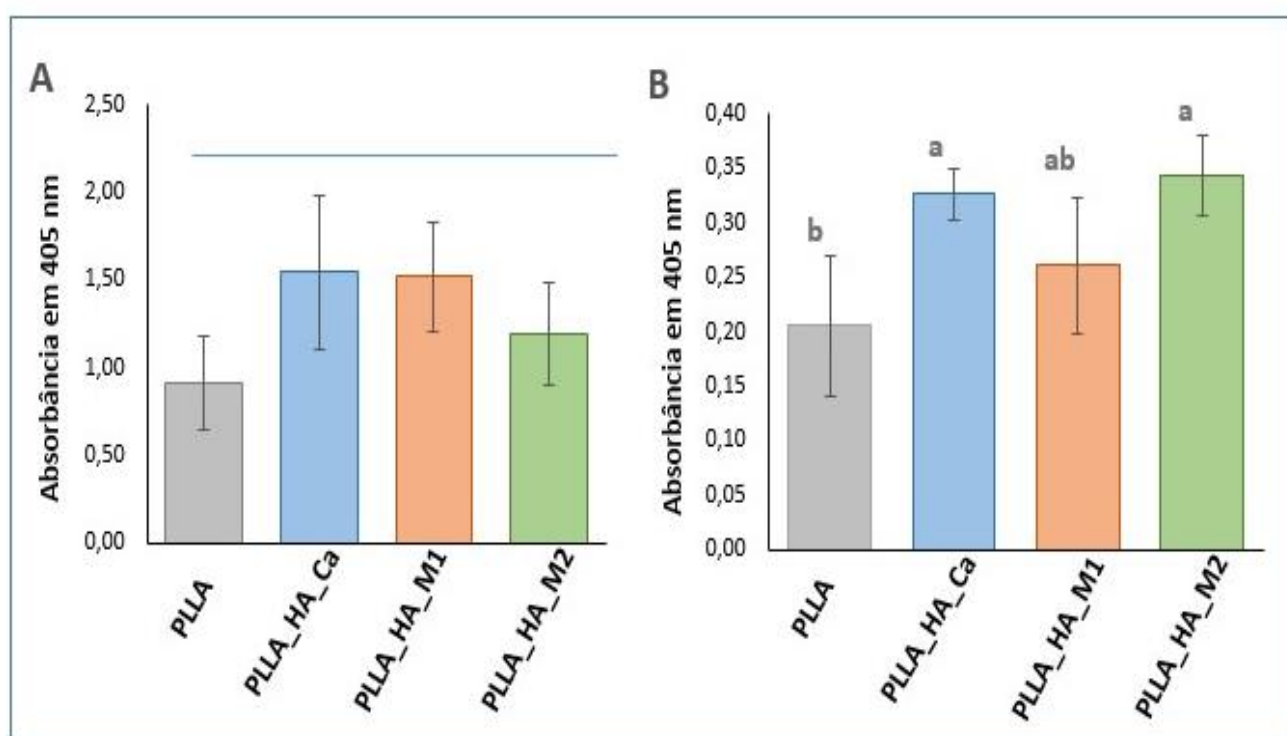 A
Absorbância em 405 nm
2,50
2,00
1,50
1,00
0,50
0,00
PLLA
PLLA_HA_Ca
PLLA_HA_M1
PLLA_HA_M2
B
Absorbância em 405 nm
0,40
0,35
0,30
0,25
0,20
0,15
0,10
0,05
0,00
b
a
ab
a
PLLA
PLLA_HA_Ca
PLLA_HA_M1
PLLA_HA_M2